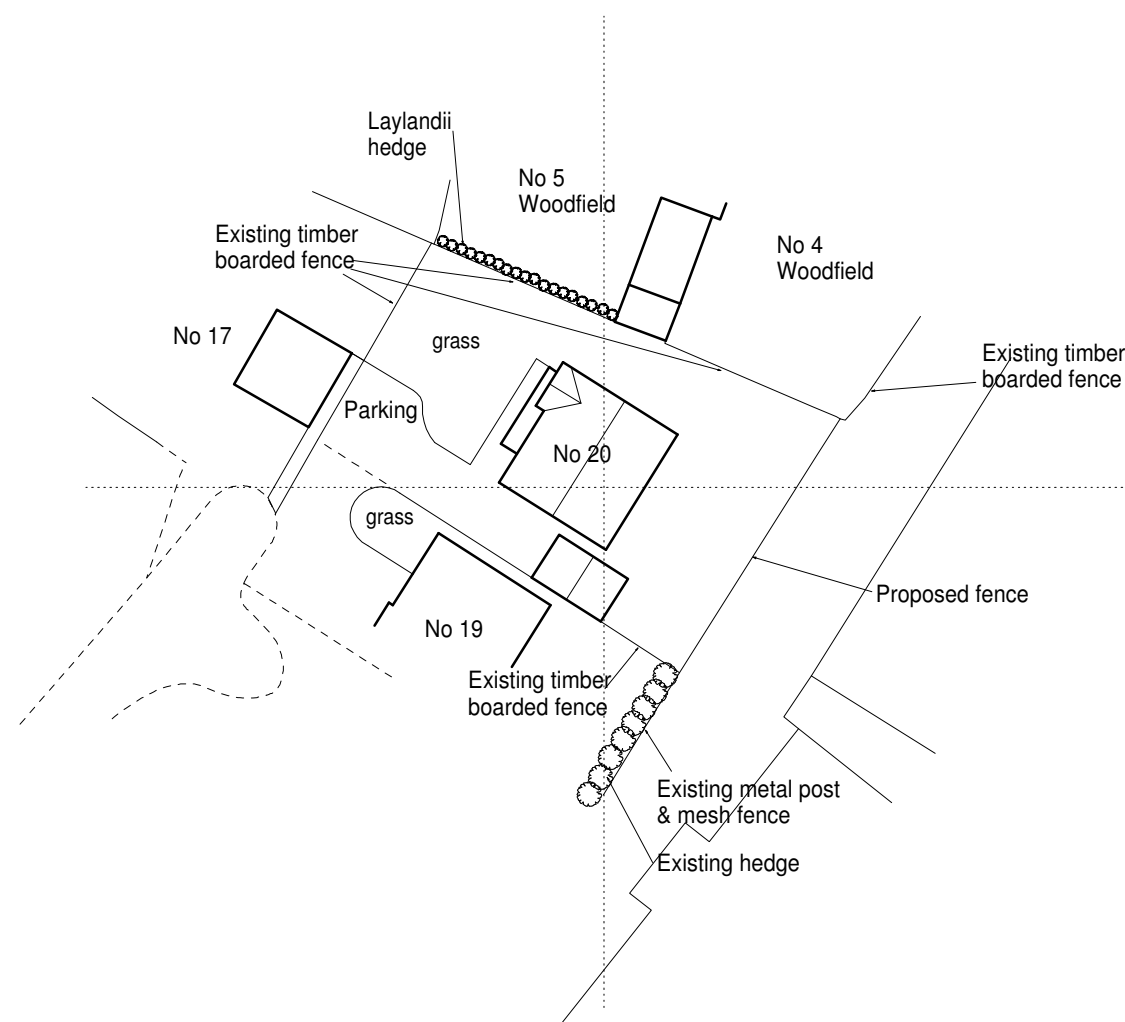 Laylandii
hedge
No 5
Woodfield
Existing timber
boarded fence
No 4
Woodfield
No 17
grass
Existing timber
boarded fence
Parking
No 20
grass
Proposed fence
No 19
Existing timber
boarded fence
Existing metal post
& mesh fence
Existing hedge